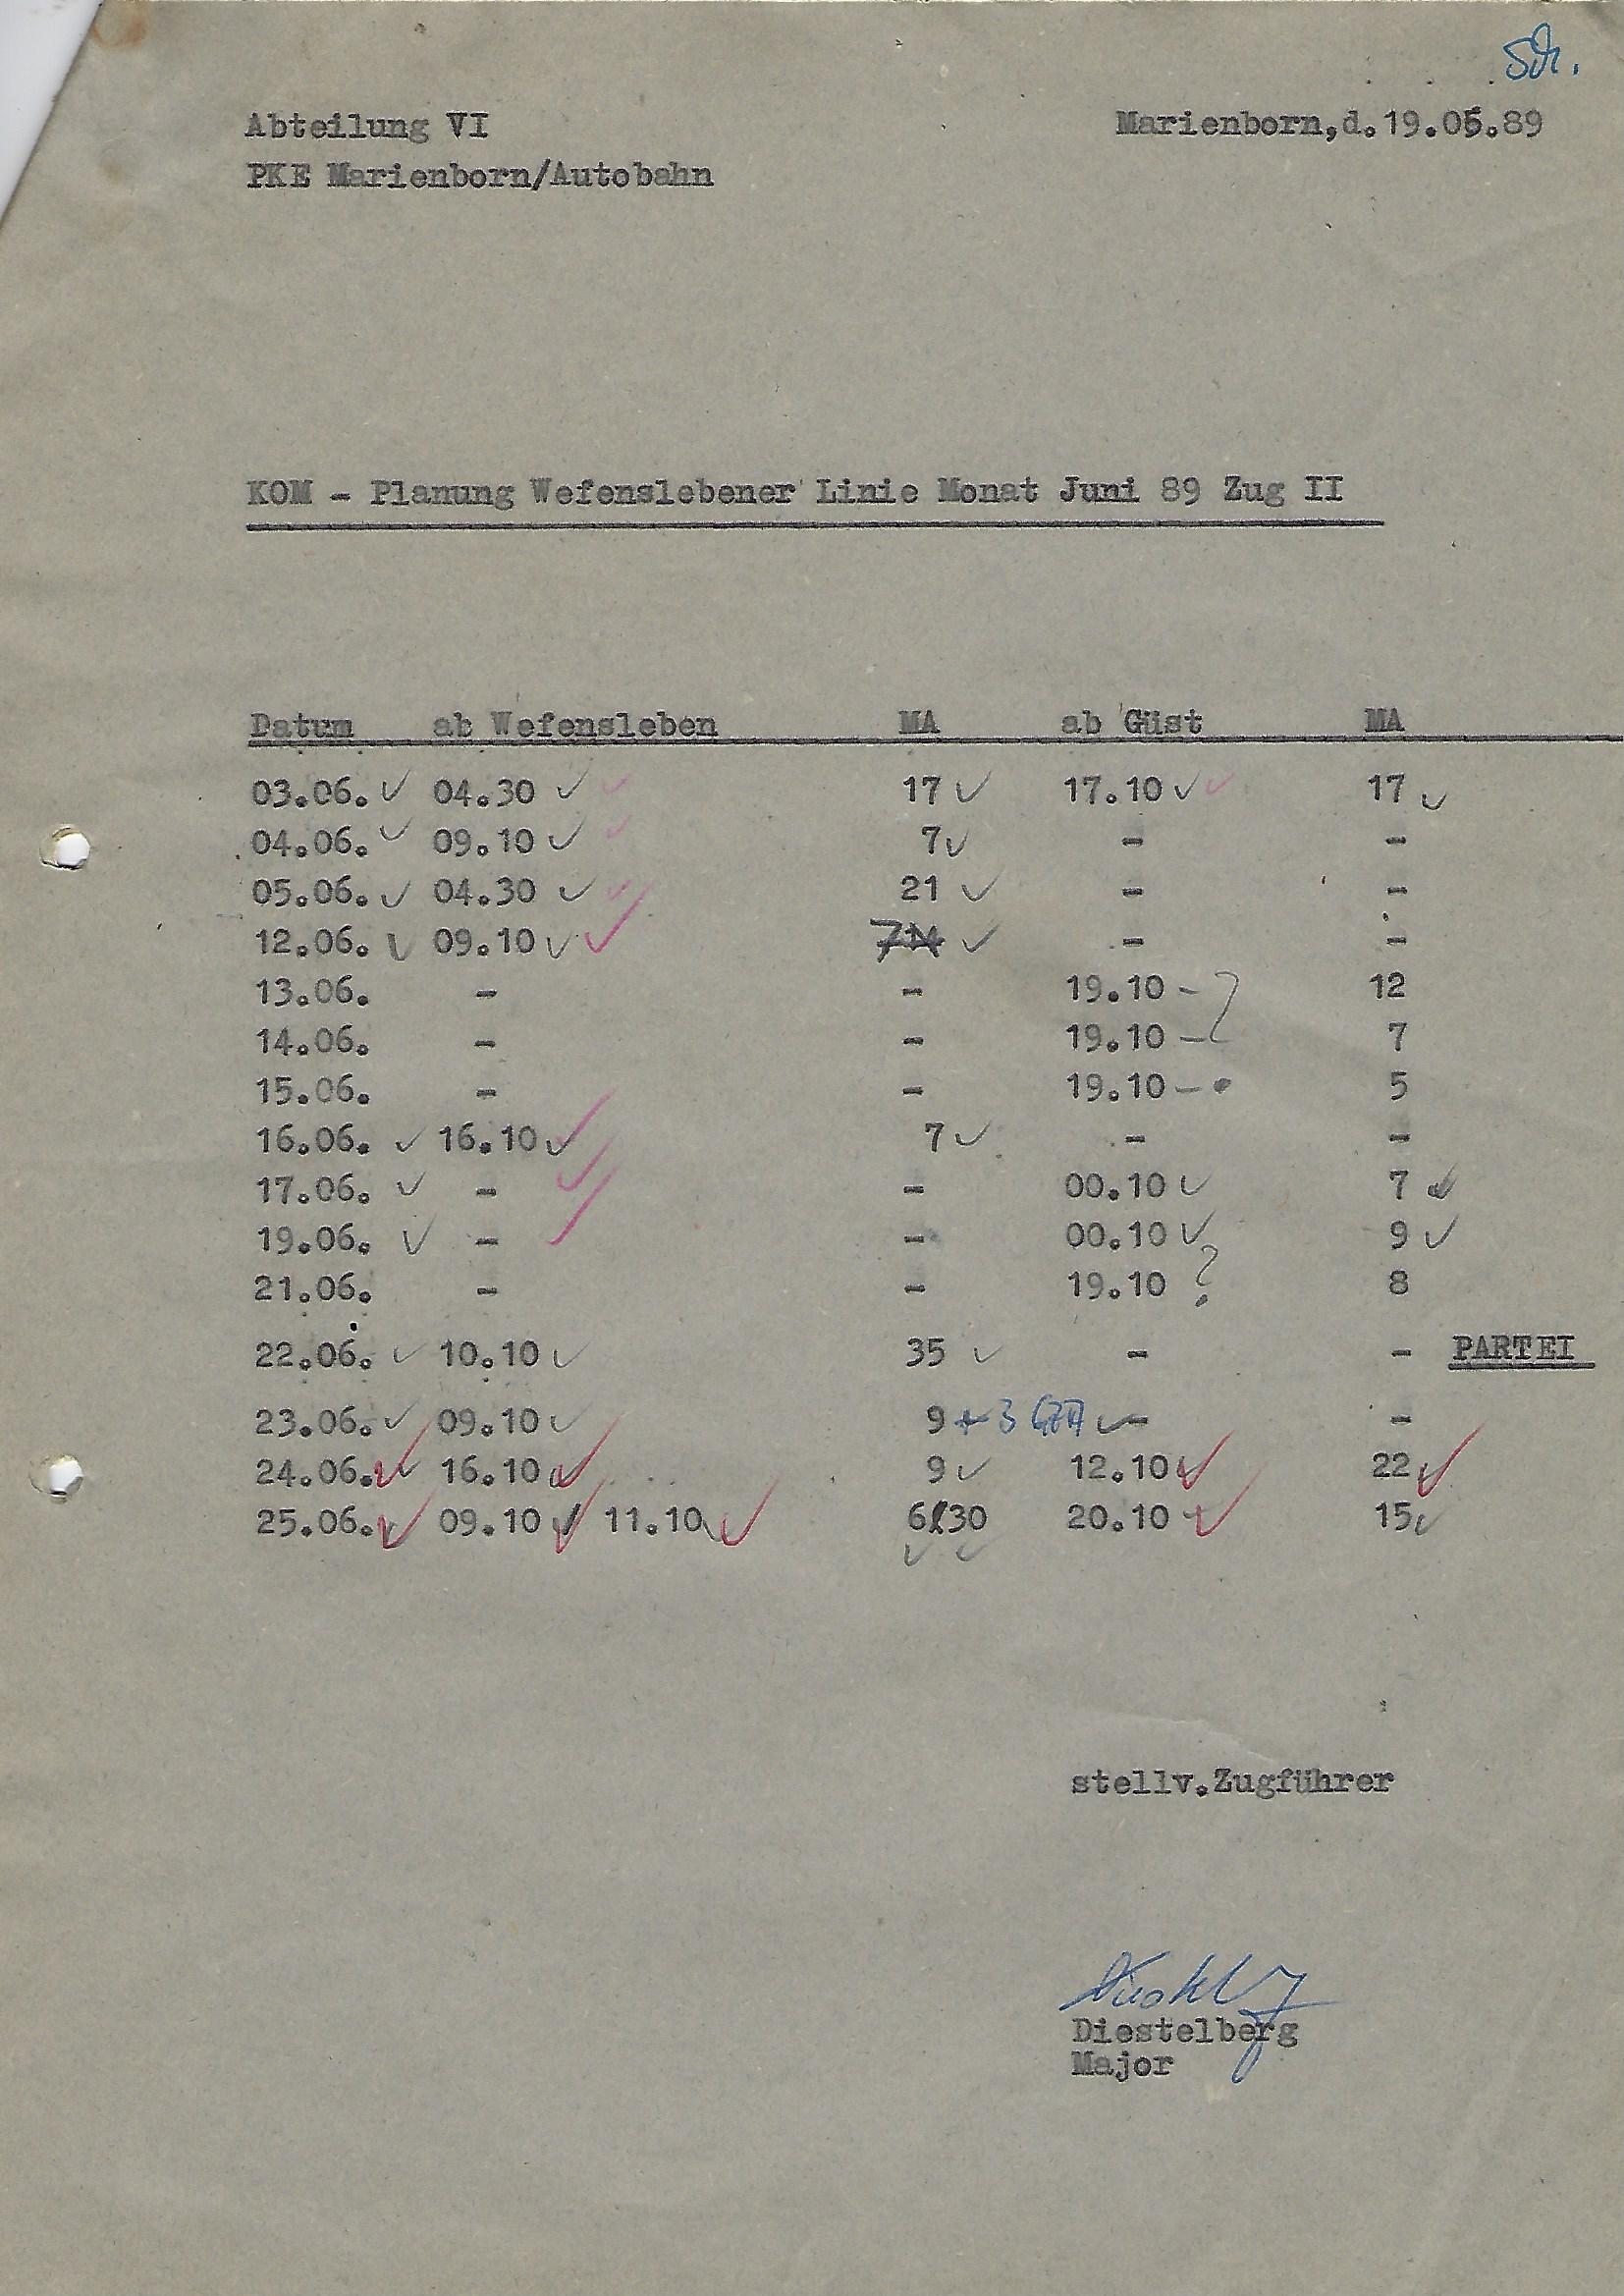 Abteilung VI Marienborn,d.19.05.89
PKE Marienborn/Autobahn
KOM - Planung Wefenslebener Linie Monat Juni 89 Zug II
Datum ab Wefensleben MA ab Güst MA
03.06. ✓ 04.30 ✓ ✓ 17 ✓ 17.10 ✓ ✓ 17 ✓
04.06. ✓ 09.10 ✓ ✓ 7 ✓ - -
05.06. ✓ 04.30 ✓ ✓ 21 ✓ - -
12.06. ✓ 09.10 ✓ ✓ 7 ✓ - -
13.06. - - 19.10 - 12
14.06. - - 19.10 - 7
15.06. - - 19.10 - 5
16.06. ✓ 16.10 ✓ 7 ✓ - -
17.06. ✓ - ✓ - 00.10 ✓ 7 ✓
19.06. ✓ - - 00.10 ✓ 9 ✓
21.06. - - 19.10 ? 8
22.06. ✓ 10.10 ✓ 35 ✓ - - PARTEI
23.06. ✓ 09.10 ✓ 9 + 3 ✓ - -
24.06. ✓ 16.10 ✓ 9 ✓ 12.10 ✓ 22 ✓
25.06. ✓ 09.10 ✓ / 11.10 ✓ 6/30 20.10 ✓ 15 ✓
✓ ✓
stellv.Zugführer
Diestelberg
Major